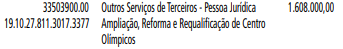 33503900.00 Outros Serviços de Terceiros - Pessoa Jurídica 1.608.000,00
19.10.27.811.3017.3377 Ampliação, Reforma e Requalificação de Centro
Olímpicos